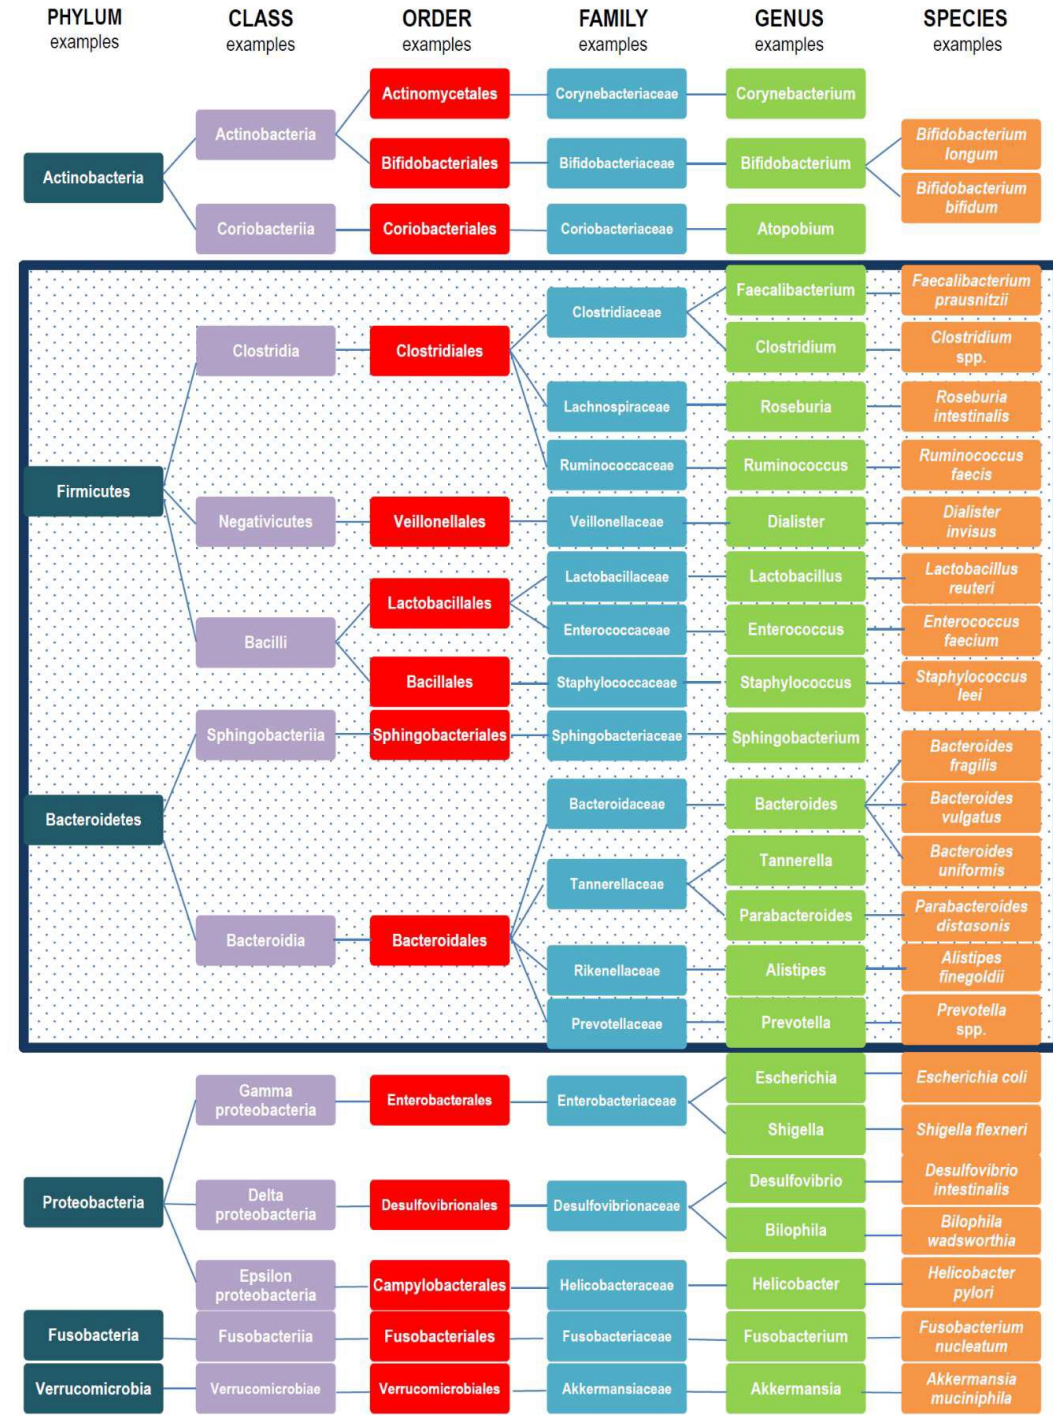 PHYLUM CLASS ORDER FAMILY GENUS SPECIES
examples examples examples examples examples examples
Actinomycetales Corynebacteriaceae Corynebacterium
Actinobacteria
Bifidobacterium
longum
Bifidobacteriales Bifidobacteriaceae Bifidobacterium
Actinobacteria
Bifidobacterium
bifidum
Coriobacteriia Coriobacteriales Coriobacteriaceae Atopobium
Faecalibacterium
Faecalibacterium
prausnitzii
Clostridiaceae
Clostridia Clostridiales
Clostridium
Clostridium
spp.
Lachnospiraceae Roseburia
Roseburia
intestinalis
Ruminococcaceae Ruminococcus
Ruminococcus
faecis
Firmicutes
Negativicutes Veillonellales Veillonellaceae Dialister
Dialister
invisus
Lactobacillaceae Lactobacillus
Lactobacillus
reuteri
Lactobacillales
Enterococcaceae Enterococcus
Enterococcus
faecium
Bacilli
Bacillales Staphylococcaceae Staphylococcus
Staphylococcus
leei
Sphingobacteriia Sphingobacteriales Sphingobacteriaceae Sphingobacterium
Bacteroides
fragilis
Bacteroidaceae Bacteroides
Bacteroides
vulgatus
Bacteroidetes
Bacteroides
uniformis
Tannerella
Tannerellaceae
Parabacteroides
Parabacteroides
distasonis
Bacteroidia Bacteroidales
Rikenellaceae Alistipes
Alistipes
finegoldii
Prevotellaceae Prevotella
Prevotella
spp.
Escherichia Escherichia coli
Gamma
proteobacteria
Enterobacterales Enterobacteriaceae
Shigella Shigella flexneri
Desulfovibrio
Desulfovibrio
intestinalis
Proteobacteria
Delta
proteobacteria
Desulfovibrionales Desulfovibrionaceae
Bilophila
Bilophila
wadsworthia
Epsilon
proteobacteria
Campylobacterales Helicobacteraceae Helicobacter
Helicobacter
pylori
Fusobacteria Fusobacteriia Fusobacteriales Fusobacteriaceae Fusobacterium
Fusobacterium
nucleatum
Verrucomicrobia Verrucomicrobiae Verrucomicrobiales Akkermansiaceae Akkermansia
Akkermansia
muciniphila